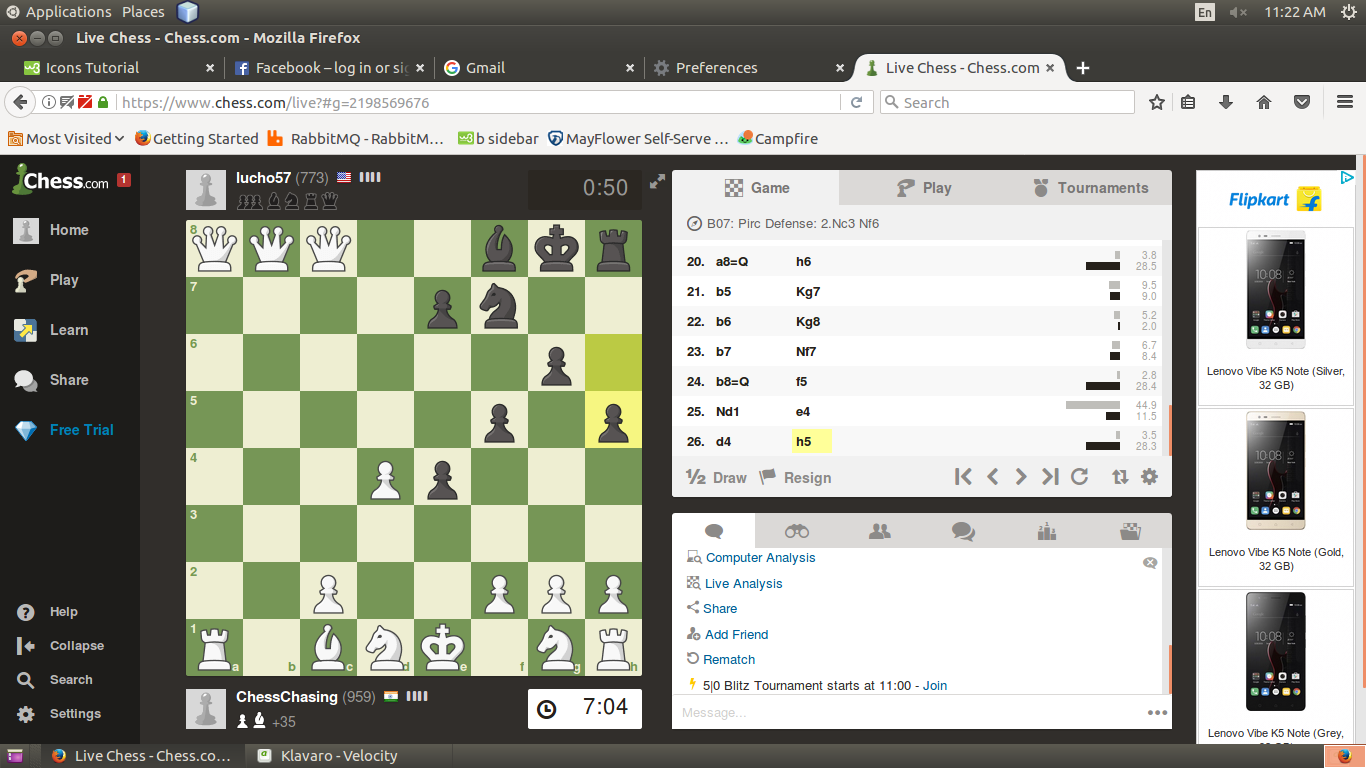 Applications Places En 11:22 AM
Live Chess - Chess.com - Mozilla Firefox
Icons Tutorial Facebook – log in or sig Gmail Preferences Live Chess - Chess.com
https://www.chess.com/live?#g=2198569676 Search
Most Visited Getting Started RabbitMQ - RabbitM... b sidebar MayFlower Self-Serve ... Campfire
Chess.com 1
Home
Play
Learn
Share
Free Trial
Help
Collapse
Search
Settings
lucho57 (773) 0:50
8
7
6
5
4
3
2
1
a b c d e f g h
ChessChasing (959) 7:04
+35
Game Play Tournaments
B07: Pirc Defense: 2.Nc3 Nf6
20. a8=Q h6 3.8 28.5
21. b5 Kg7 9.5 9.0
22. b6 Kg8 5.2 2.0
23. b7 Nf7 6.7 8.4
24. b8=Q f5 2.8 28.4
25. Nd1 e4 44.9 11.5
26. d4 h5 3.5 28.3
½ Draw Resign
Computer Analysis
Live Analysis
Share
Add Friend
Rematch
5|0 Blitz Tournament starts at 11:00 - Join
Message...
Flipkart
Lenovo Vibe K5 Note (Silver,
32 GB)
Lenovo Vibe K5 Note (Gold,
32 GB)
Lenovo Vibe K5 Note (Grey,
Live Chess - Chess.co... Klavaro - Velocity